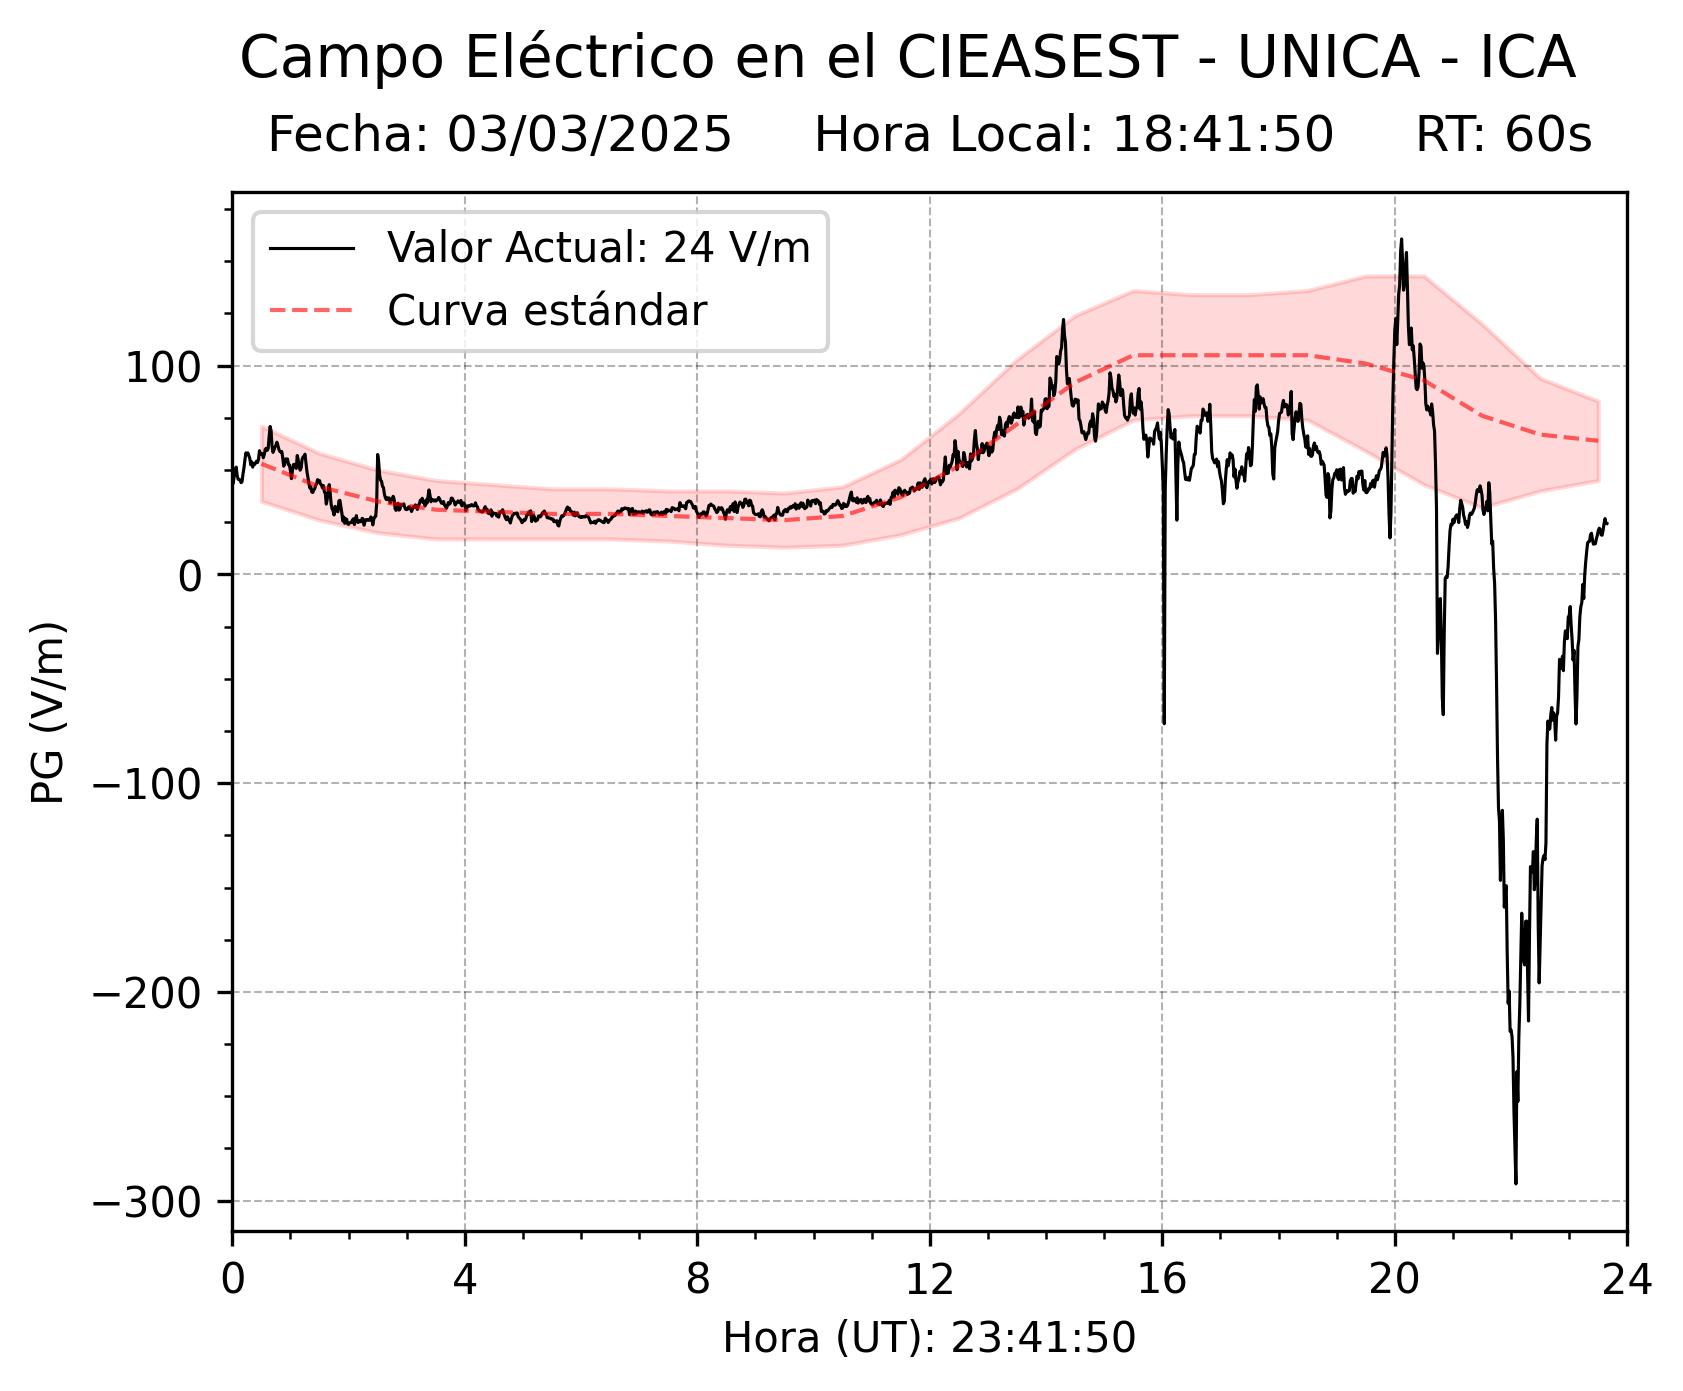 Campo Eléctrico en el CIEASEST - UNICA - ICA
Fecha: 03/03/2025 Hora Local: 18:41:50 RT: 60s
Valor Actual: 24 V/m
Curva estándar
100
0
−100
−200
−300
PG (V/m)
0 4 8 12 16 20 24
Hora (UT): 23:41:50